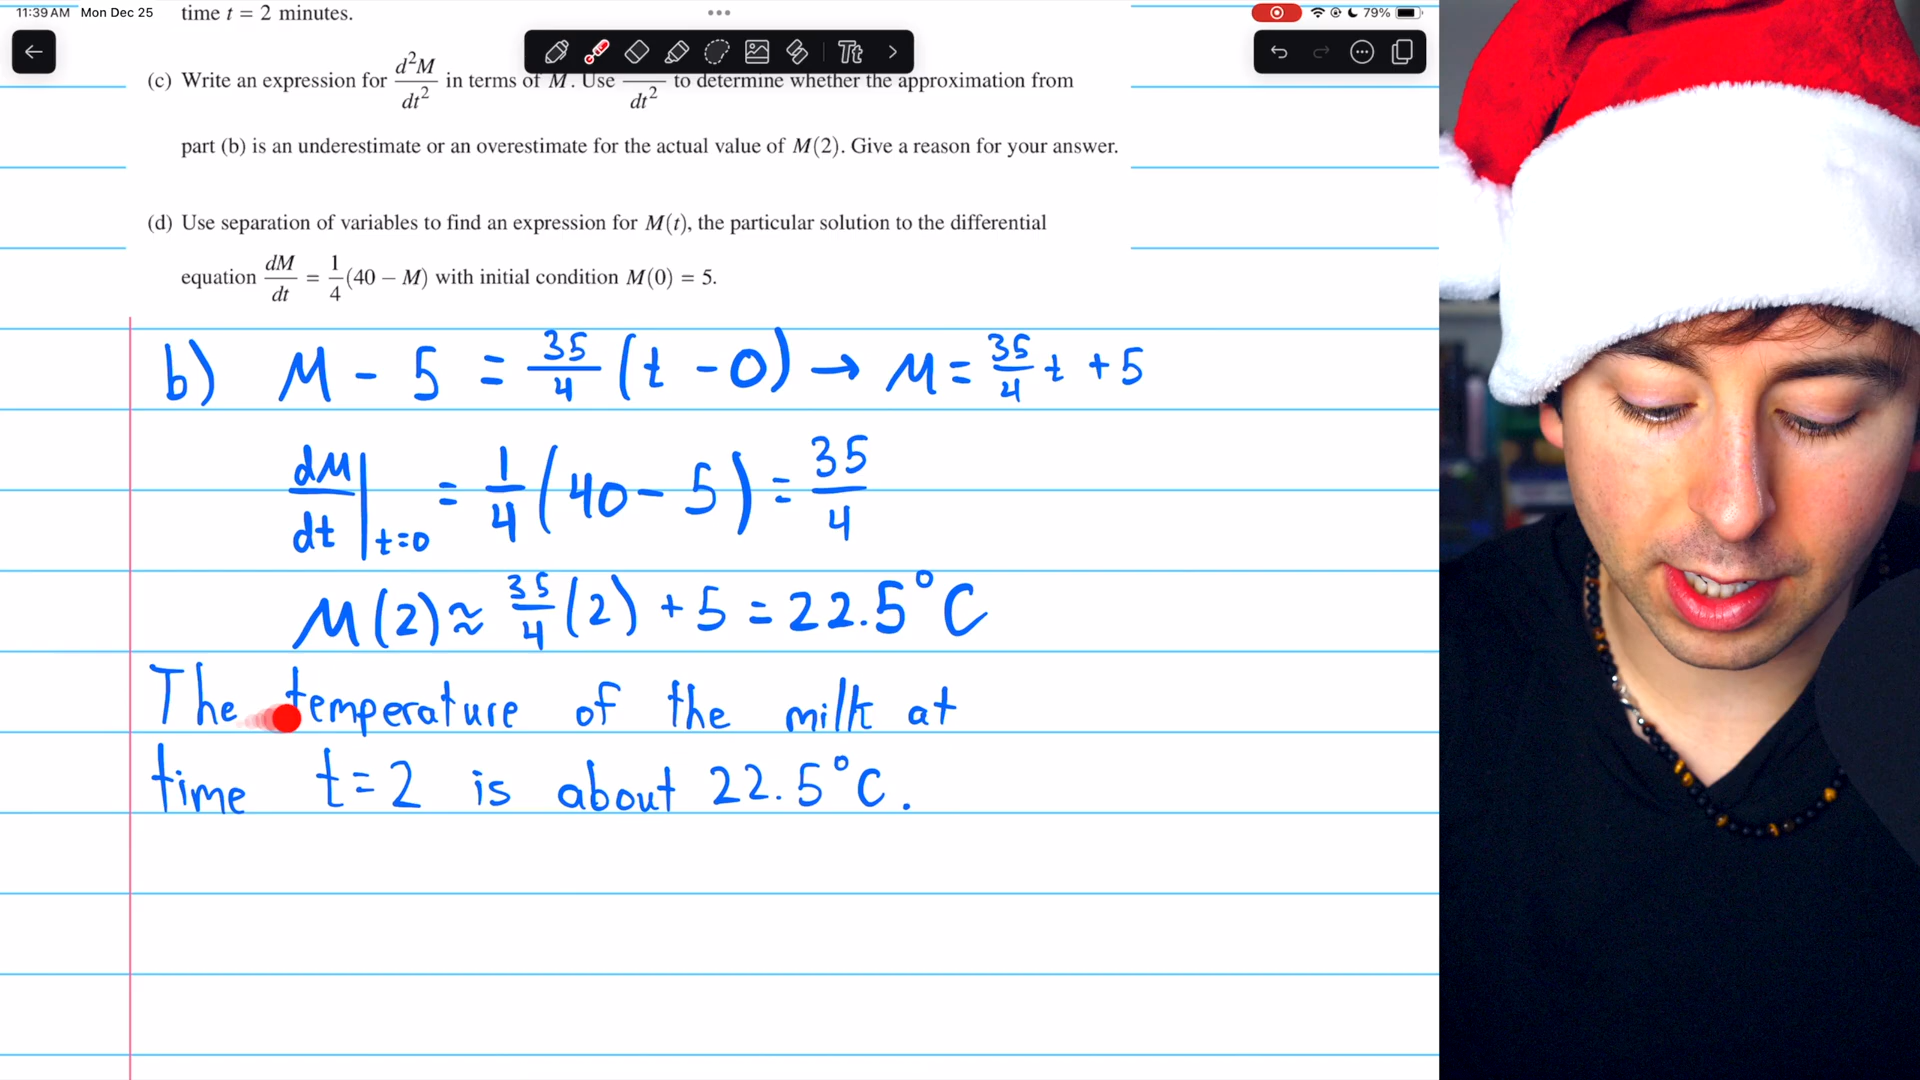 11:39 AM Mon Dec 25
79%
time t = 2 minutes.
Tt
(c) Write an expression for d²M/dt² in terms of M. Use /dt² to determine whether the approximation from
part (b) is an underestimate or an overestimate for the actual value of M(2). Give a reason for your answer.
(d) Use separation of variables to find an expression for M(t), the particular solution to the differential
equation dM/dt = 1/4(40 − M) with initial condition M(0) = 5.
b) M - 5 = 35/4 (t - 0) → M = 35/4 t + 5
dM/dt |t=0 = 1/4 (40 - 5) = 35/4
M(2) ≈ 35/4 (2) + 5 = 22.5°C
The temperature of the milk at
time t = 2 is about 22.5°C.